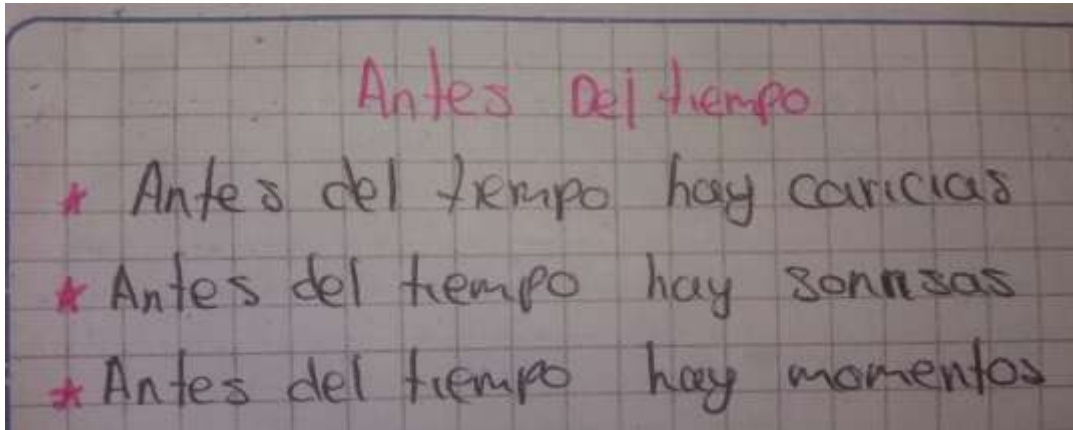 Antes Del tiempo
* Antes del tiempo hay caricias
* Antes del tiempo hay sonrisas
* Antes del tiempo hay momentos